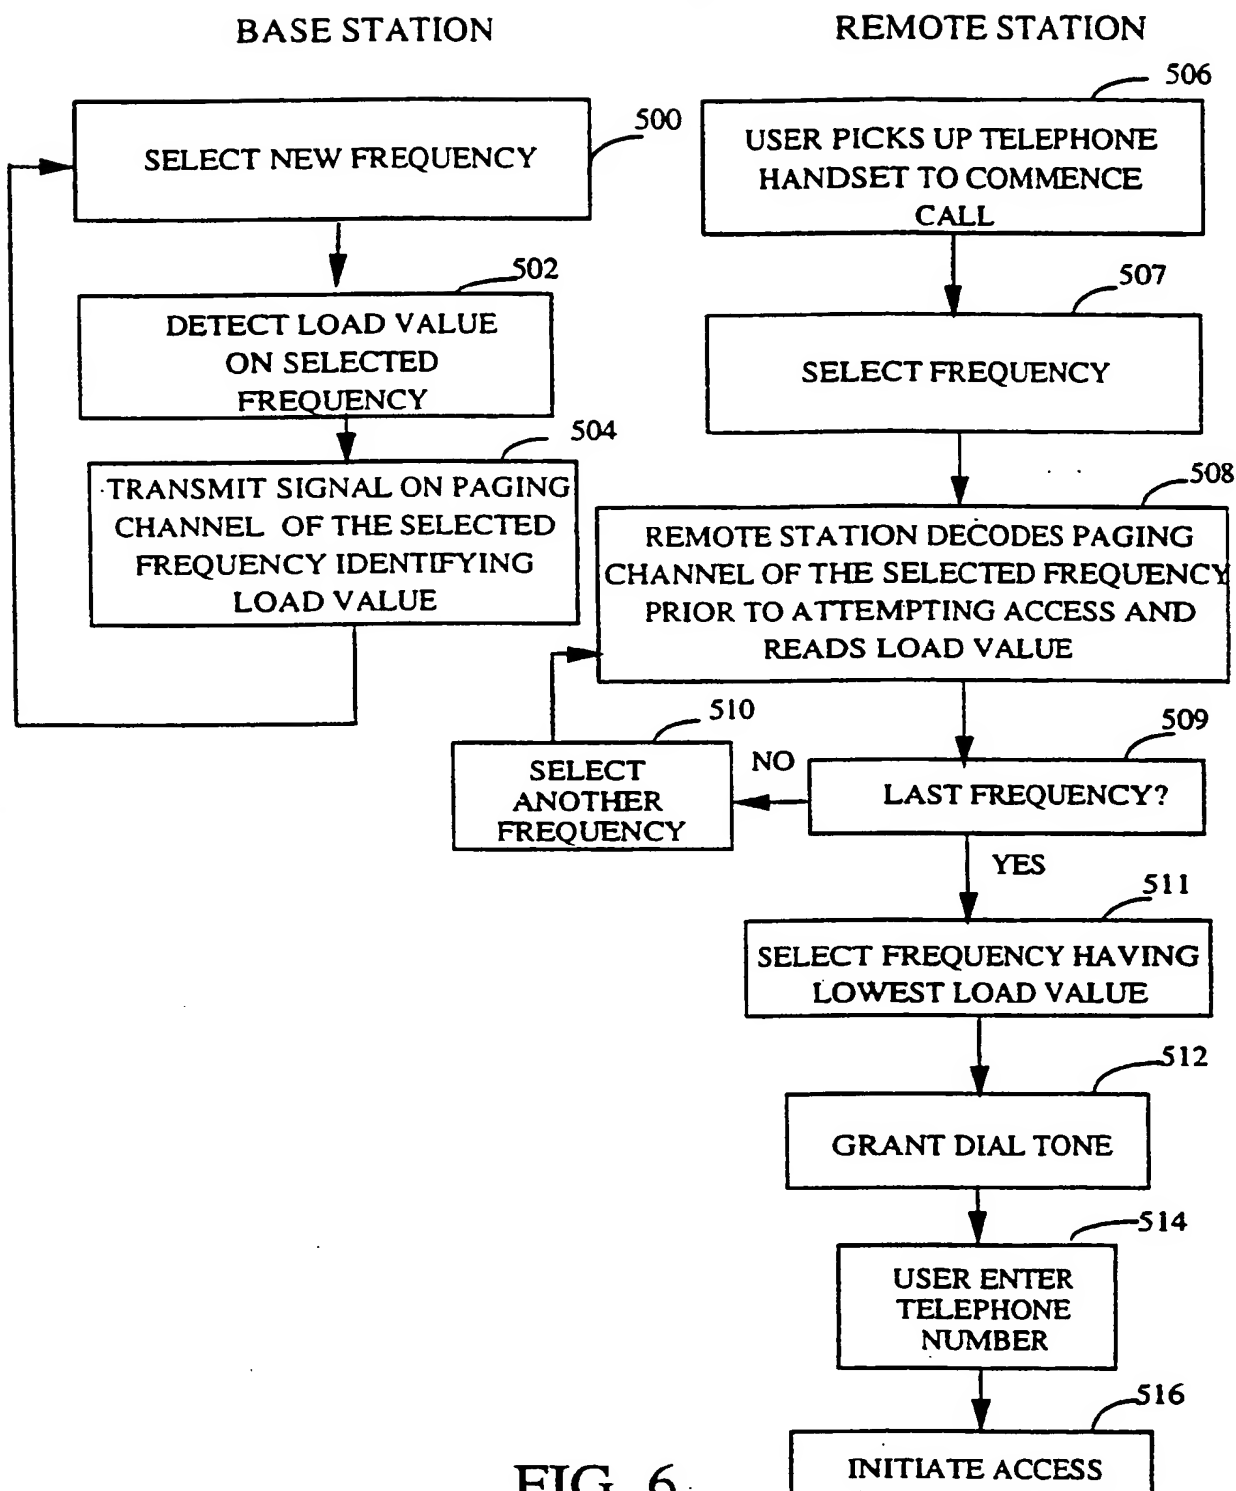 BASE STATION
REMOTE STATION
506
500
SELECT NEW FREQUENCY
USER PICKS UP TELEPHONE
HANDSET TO COMMENCE
CALL
502
507
DETECT LOAD VALUE
ON SELECTED
FREQUENCY
SELECT FREQUENCY
504
508
TRANSMIT SIGNAL ON PAGING
CHANNEL OF THE SELECTED
FREQUENCY IDENTIFYING
LOAD VALUE
REMOTE STATION DECODES PAGING
CHANNEL OF THE SELECTED FREQUENCY
PRIOR TO ATTEMPTING ACCESS AND
READS LOAD VALUE
510
509
SELECT
ANOTHER
FREQUENCY
NO
LAST FREQUENCY?
YES
511
SELECT FREQUENCY HAVING
LOWEST LOAD VALUE
512
GRANT DIAL TONE
514
USER ENTER
TELEPHONE
NUMBER
516
INITIATE ACCESS
FIG. 6